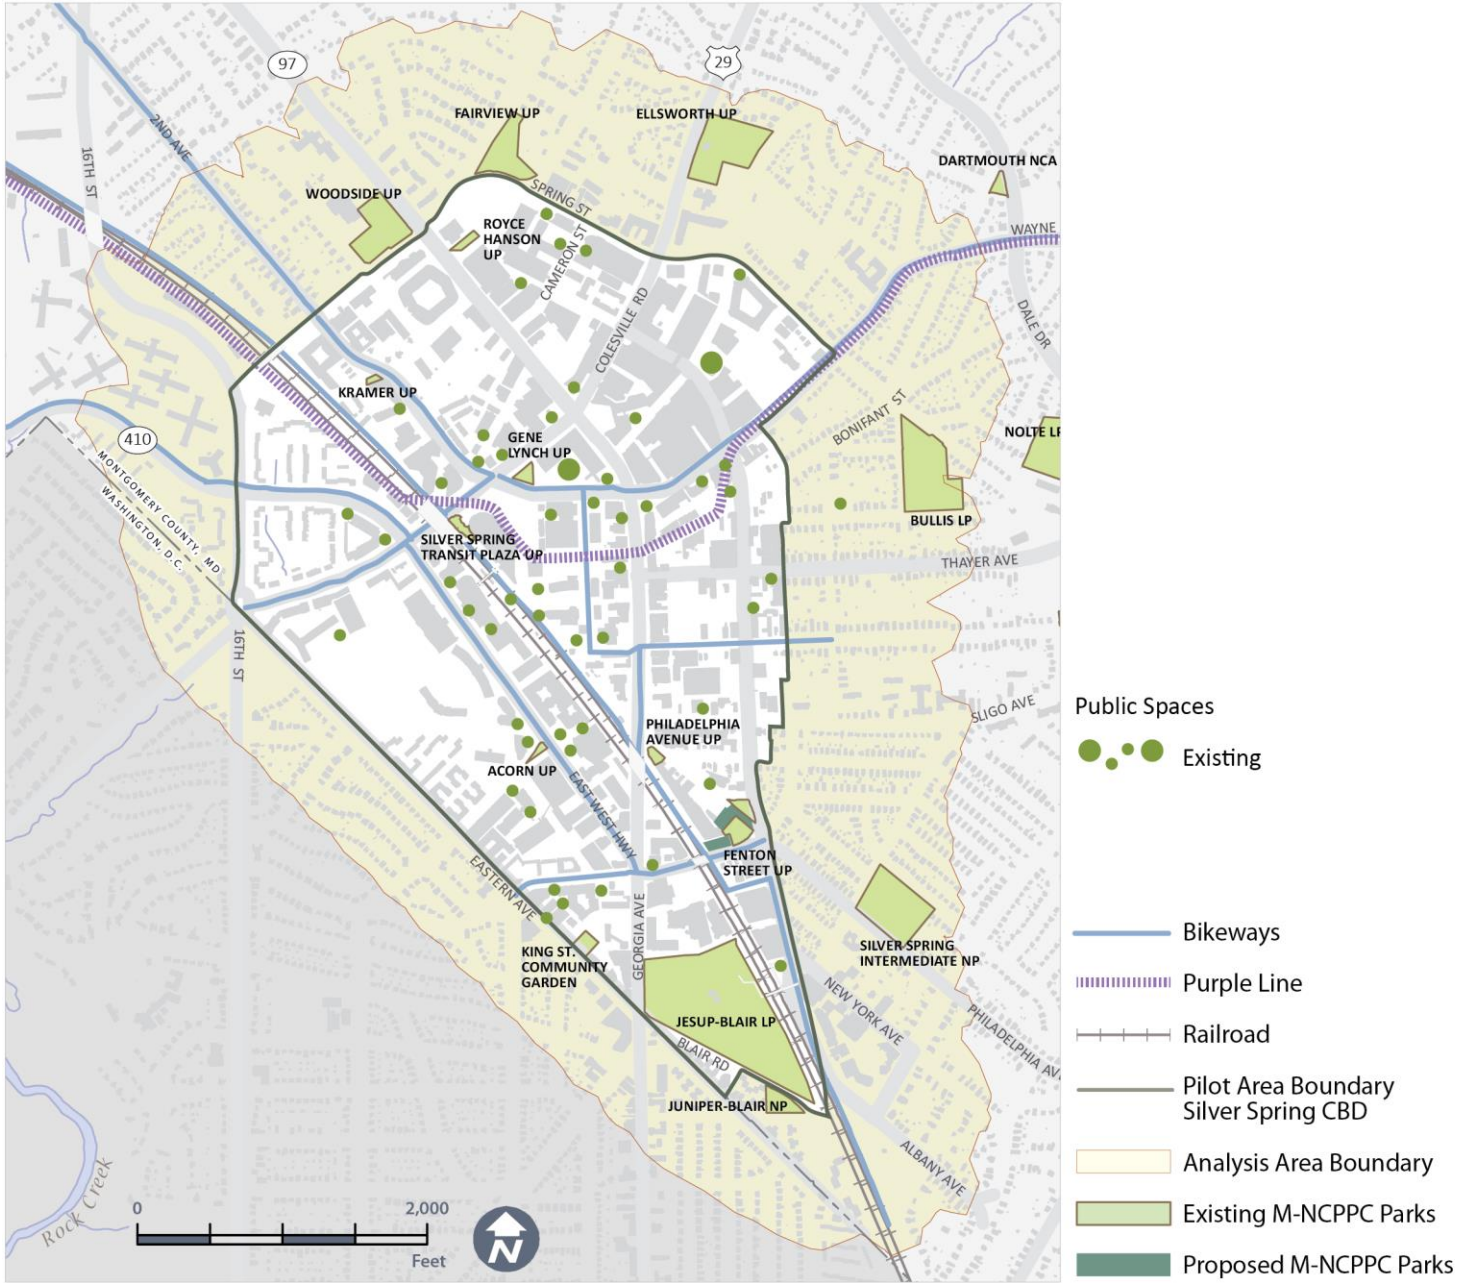 97
29
FAIRVIEW UP
ELLSWORTH UP
2ND AVE
16TH ST
DARTMOUTH NCA
WOODSIDE UP
SPRING ST
ROYCE
HANSON
UP
CAMERON ST
WAYNE
COLESVILLE RD
DALE DR
KRAMER UP
BONIFANT ST
410
GENE
LYNCH UP
NOLTE LP
MONTGOMERY COUNTY, MD
WASHINGTON, D.C.
BULLIS LP
SILVER SPRING
TRANSIT PLAZA UP
THAYER AVE
16TH ST
SLIGO AVE
PHILADELPHIA
AVENUE UP
ACORN UP
EAST WEST HWY
FENTON
STREET UP
EASTERN AVE
GEORGIA AVE
SILVER SPRING
INTERMEDIATE NP
KING ST.
COMMUNITY
GARDEN
NEW YORK AVE
JESUP-BLAIR LP
PHILADELPHIA AV
BLAIR RD
JUNIPER-BLAIR NP
ALBANY AVE
Rock Creek
0
2,000
Feet
N
Public Spaces
Existing
Bikeways
Purple Line
Railroad
Pilot Area Boundary
Silver Spring CBD
Analysis Area Boundary
Existing M-NCPPC Parks
Proposed M-NCPPC Parks